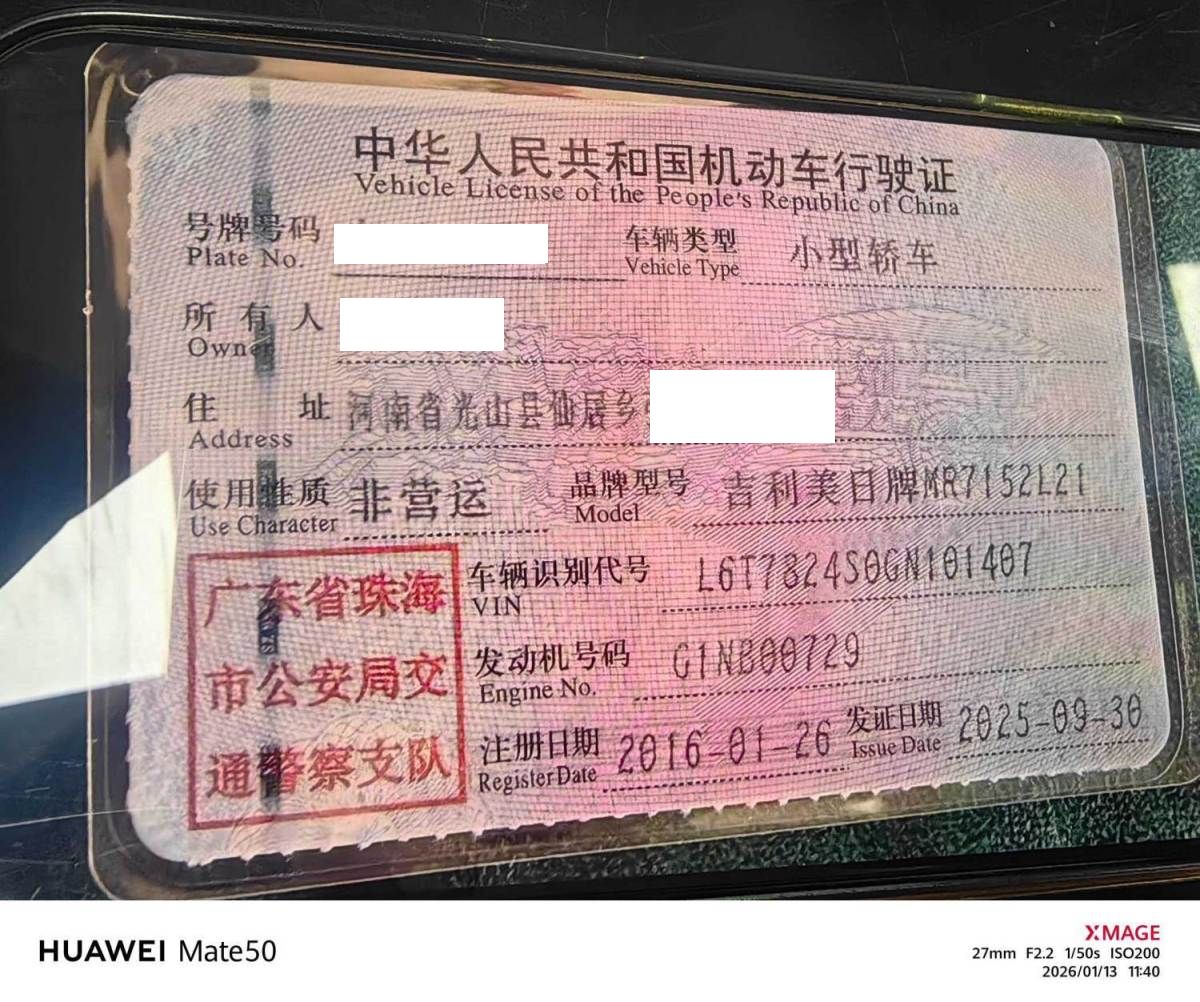 中华人民共和国机动车行驶证
Vehicle License of the People's Republic of China
号牌号码 车辆类型 小型轿车
Plate No. Vehicle Type
所有人
Owner
住址 河南省光山县仙居乡
Address
使用性质 非营运 品牌型号 吉利美日牌MR7152L21
Use Character Model
广东省珠海
市公安局交
通警察支队
车辆识别代号 L6T7824S0GN101407
VIN
发动机号码 G1NB00729
Engine No.
注册日期 2016-01-26 发证日期 2025-09-30
Register Date Issue Date
HUAWEI Mate50
XMAGE
27mm F2.2 1/50s ISO200
2026/01/13 11:40